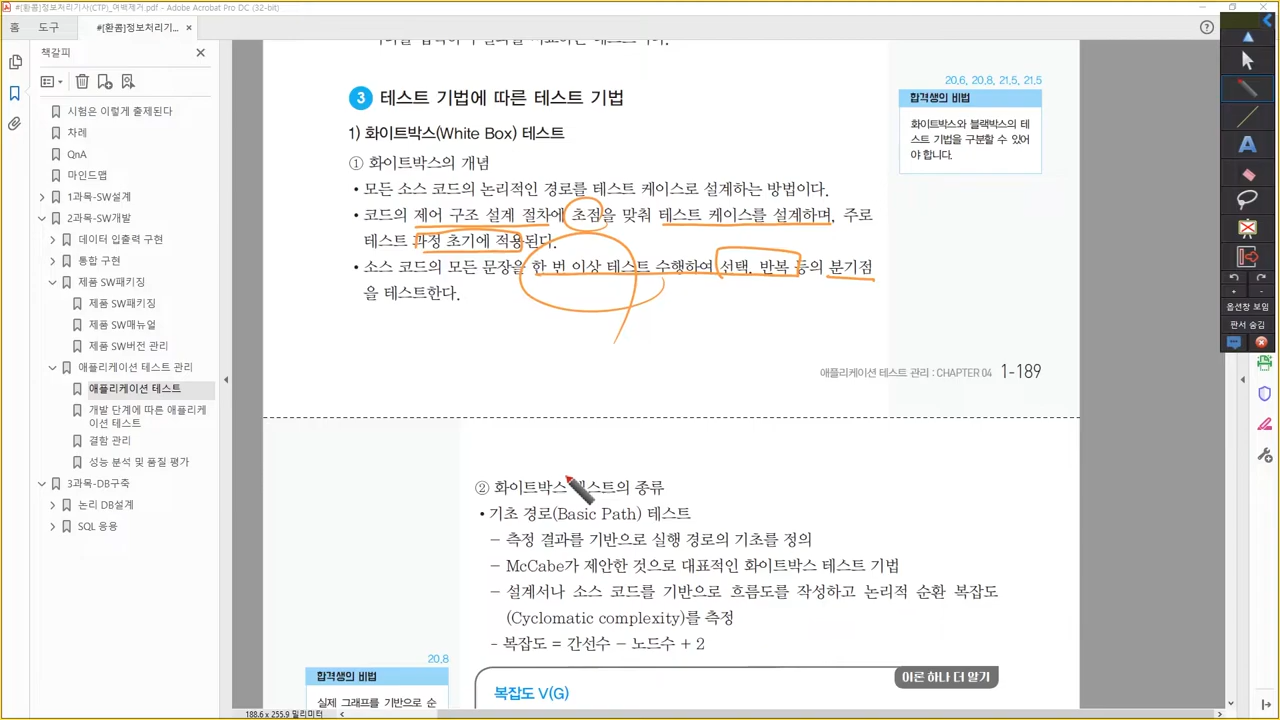 #[환콤]정보처리기사(CTP)_여백제거.pdf - Adobe Acrobat Pro DC (32-bit)
홈 도구 #[환콤]정보처리기... ×
책갈피
시험은 이렇게 출제된다
차례
QnA
마인드맵
1과목-SW설계
2과목-SW개발
데이터 입출력 구현
통합 구현
제품 SW패키징
제품 SW패키징
제품 SW매뉴얼
제품 SW버전 관리
애플리케이션 테스트 관리
애플리케이션 테스트
개발 단계에 따른 애플리케
이션 테스트
결함 관리
성능 분석 및 품질 평가
3과목-DB구축
논리 DB설계
SQL 응용
3 테스트 기법에 따른 테스트 기법
1) 화이트박스(White Box) 테스트
① 화이트박스의 개념
• 모든 소스 코드의 논리적인 경로를 테스트 케이스로 설계하는 방법이다.
• 코드의 제어 구조 설계 절차에 초점을 맞춰 테스트 케이스를 설계하며, 주로
테스트 과정 초기에 적용된다.
• 소스 코드의 모든 문장을 한 번 이상 테스트 수행하여 선택, 반복 등의 분기점
을 테스트한다.
20.6, 20.8, 21.5, 21.5
합격생의 비법
화이트박스와 블랙박스의 테
스트 기법을 구분할 수 있어
야 합니다.
애플리케이션 테스트 관리 : CHAPTER 04 1-189
② 화이트박스 테스트의 종류
• 기초 경로(Basic Path) 테스트
– 측정 결과를 기반으로 실행 경로의 기초를 정의
– McCabe가 제안한 것으로 대표적인 화이트박스 테스트 기법
– 설계서나 소스 코드를 기반으로 흐름도를 작성하고 논리적 순환 복잡도
(Cyclomatic complexity)를 측정
- 복잡도 = 간선수 – 노드수 + 2
20.8
합격생의 비법
실제 그래프를 기반으로 순
이론 하나 더 알기
복잡도 V(G)
188.6 x 255.9 밀리미터
A
옵션창 보임
판서 숨김